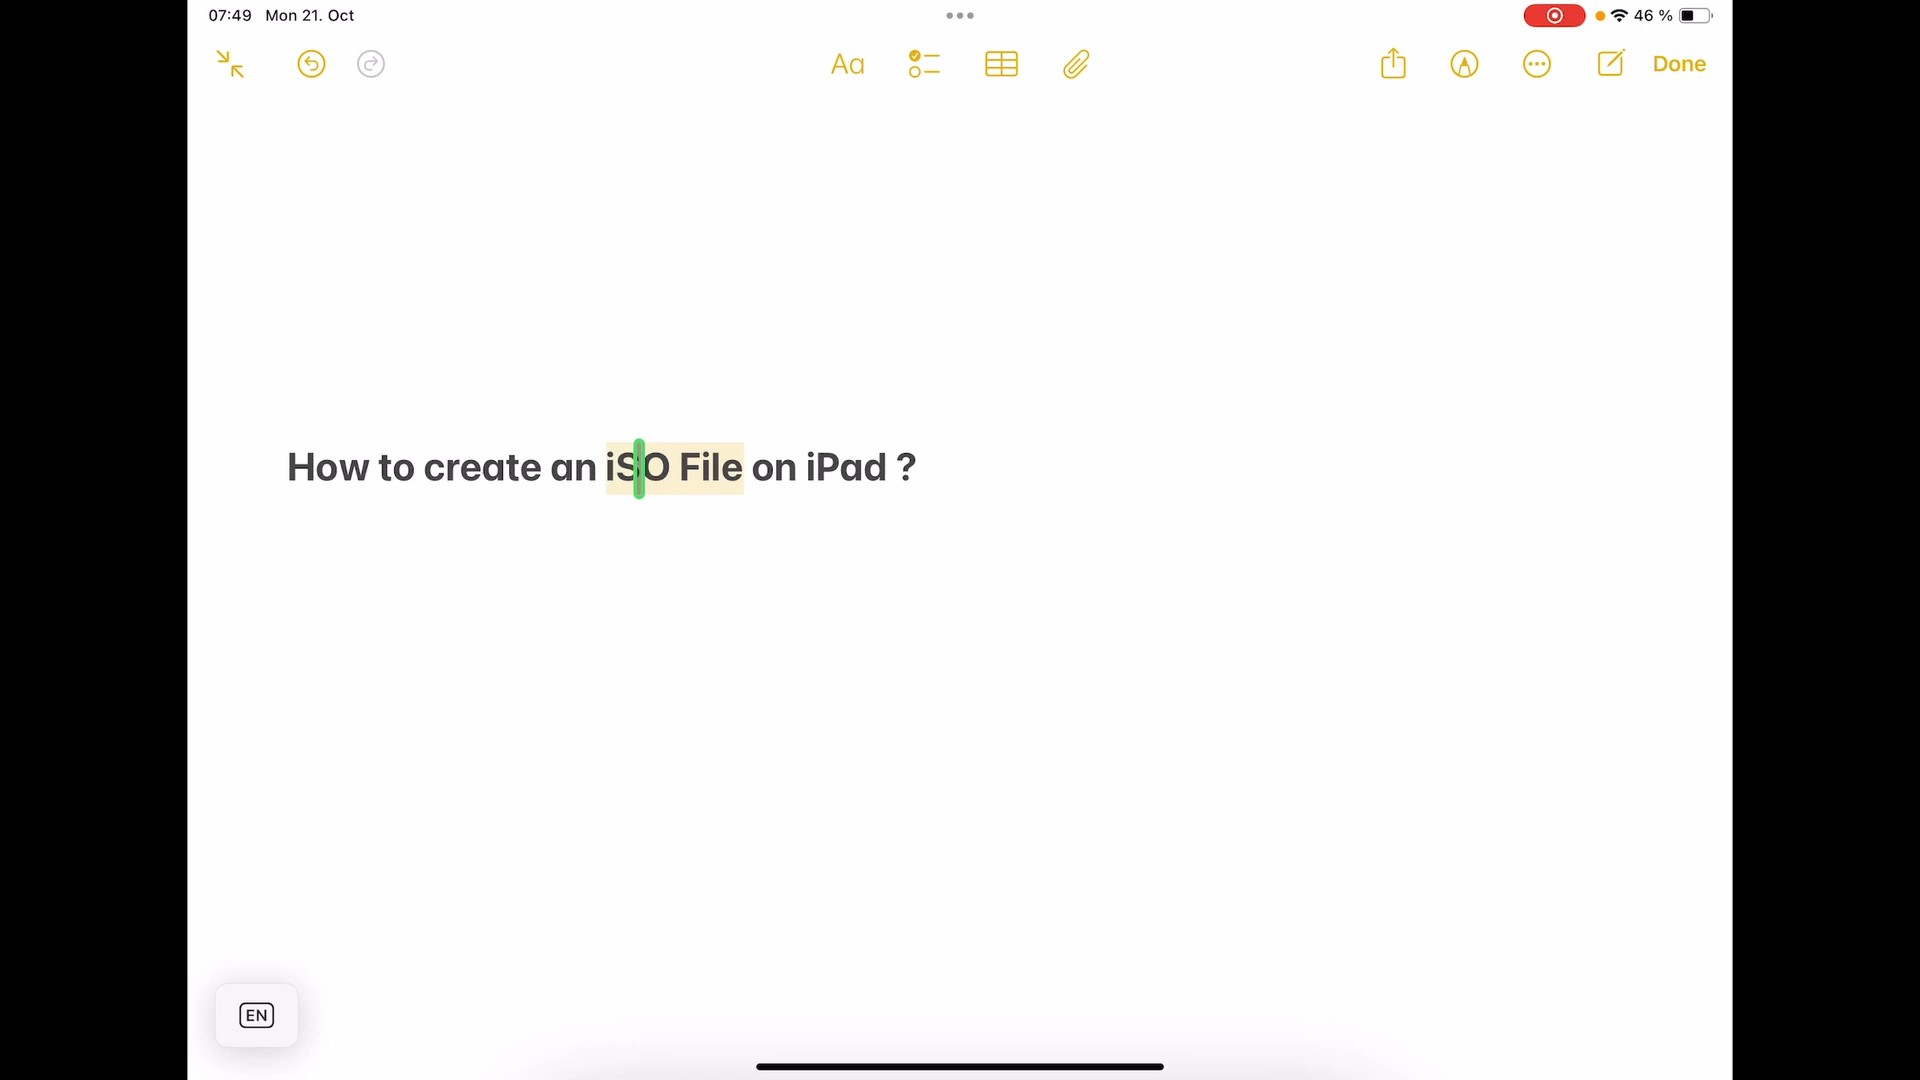 07:49 Mon 21. Oct
46 %
Aa
Done
How to create an iSO File on iPad ?
EN